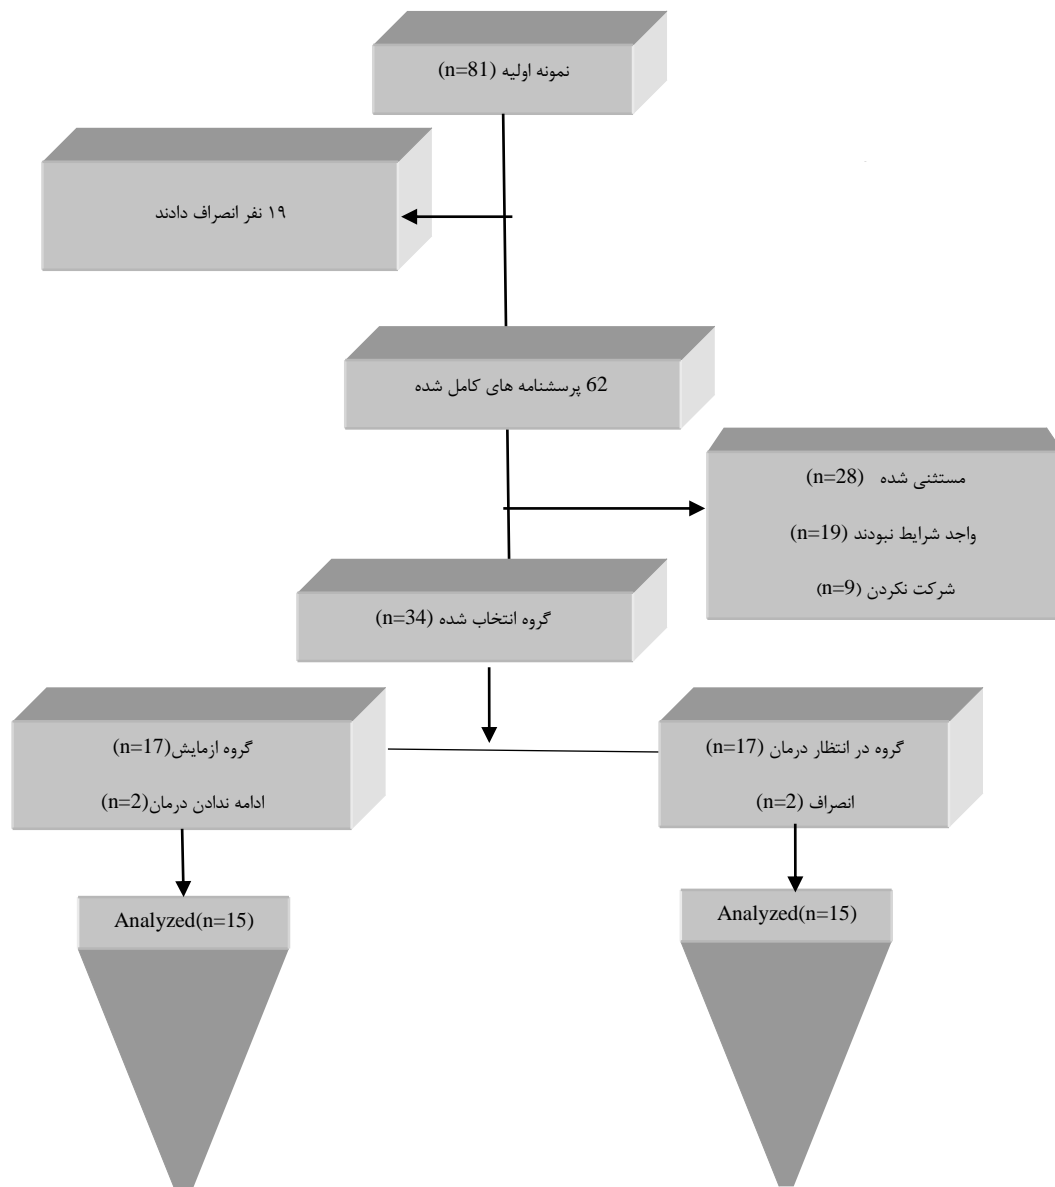 نمونه اولیه (n=81)
۱۹ نفر انصراف دادند
62 پرسشنامه های کامل شده
مستثنی شده (n=28)
واجد شرایط نبودند (n=19)
شرکت نکردن (n=9)
گروه انتخاب شده (n=34)
گروه در انتظار درمان (n=17)
انصراف (n=2)
گروه ازمایش(n=17)
ادامه ندادن درمان(n=2)
Analyzed(n=15)
Analyzed(n=15)